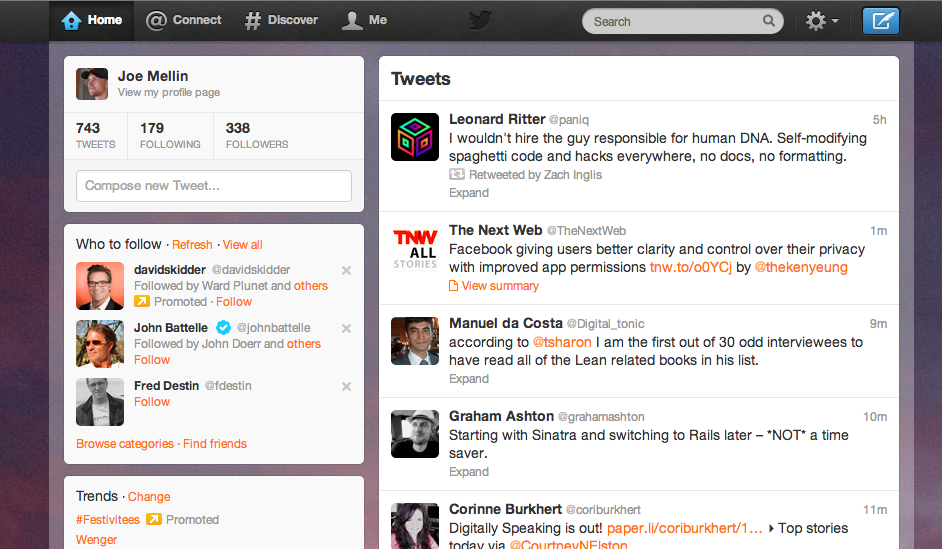 Home
Connect
Discover
Me
Search
Joe Mellin
View my profile page
743
TWEETS
179
FOLLOWING
338
FOLLOWERS
Compose new Tweet...
Who to follow · Refresh · View all
davidskidder @davidskidder
Followed by Ward Plunet and others
Promoted · Follow
John Battelle @johnbattelle
Followed by John Doerr and others
Follow
Fred Destin @fdestin
Follow
Browse categories · Find friends
Trends · Change
#Festivitees Promoted
Wenger
Tweets
Leonard Ritter @paniq 5h
I wouldn't hire the guy responsible for human DNA. Self-modifying
spaghetti code and hacks everywhere, no docs, no formatting.
Retweeted by Zach Inglis
Expand
TNW
ALL
STORIES
The Next Web @TheNextWeb 1m
Facebook giving users better clarity and control over their privacy
with improved app permissions tnw.to/o0YCj by @thekenyeung
View summary
Manuel da Costa @Digital_tonic 9m
according to @tsharon I am the first out of 30 odd interviewees to
have read all of the Lean related books in his list.
Expand
Graham Ashton @grahamashton 10m
Starting with Sinatra and switching to Rails later – *NOT* a time
saver.
Expand
Corinne Burkhert @coriburkhert 11m
Digitally Speaking is out! paper.li/coriburkhert/1... ▸ Top stories
today via @CourtneyNElston